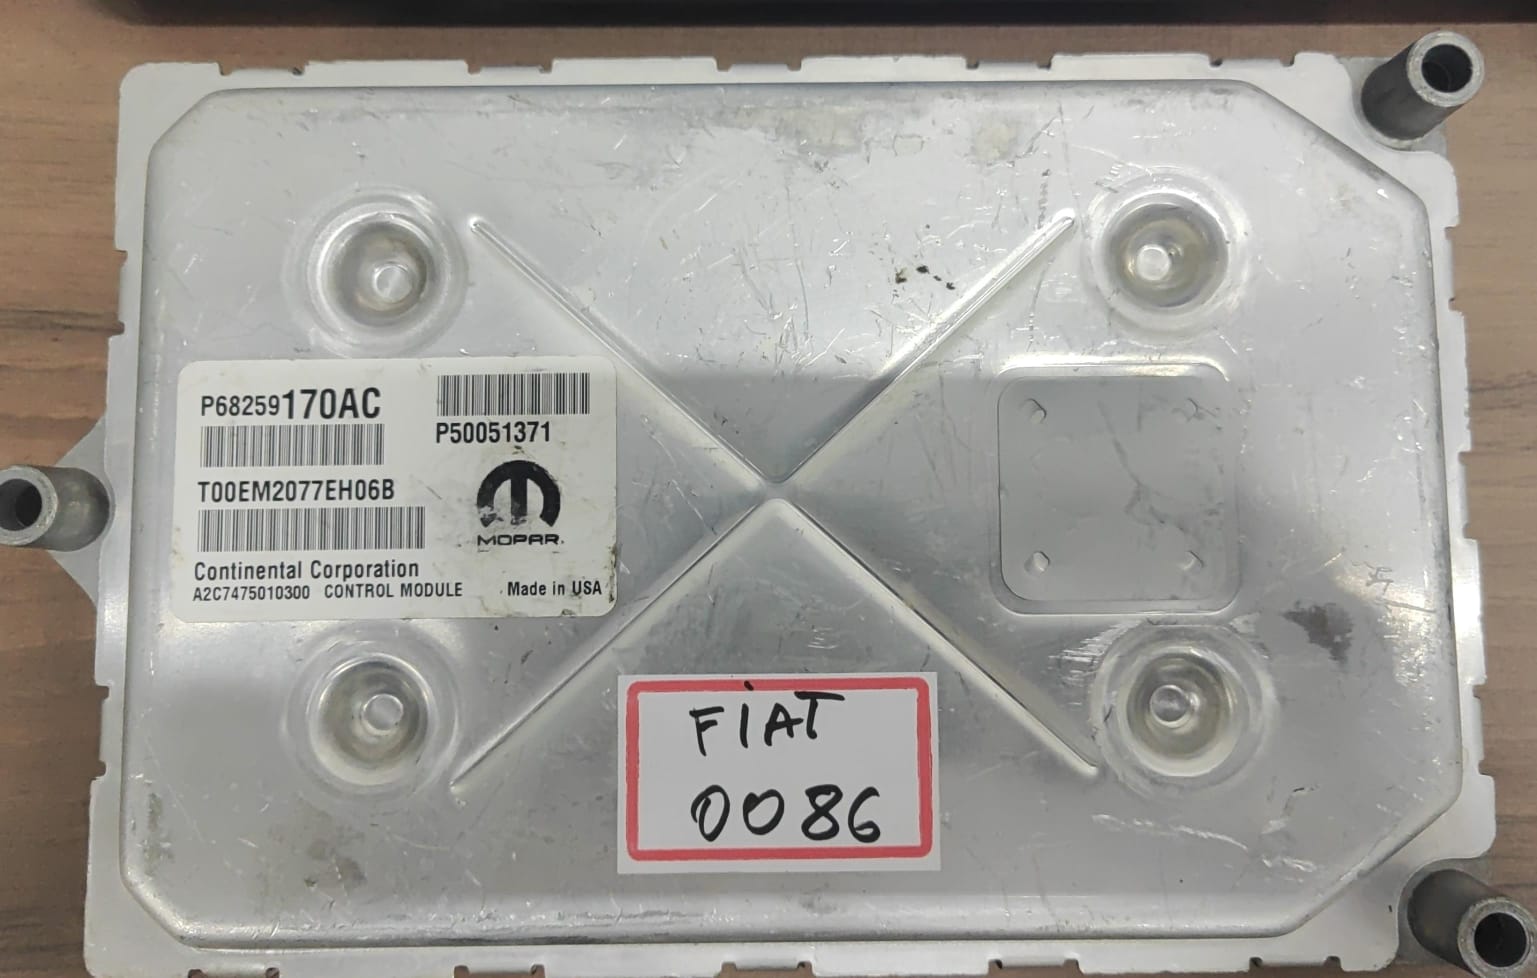 P68259170AC
P50051371
T00EM2077EH06B
MOPAR
Continental Corporation
A2C7475010300 CONTROL MODULE
Made in USA
FiAT
0086